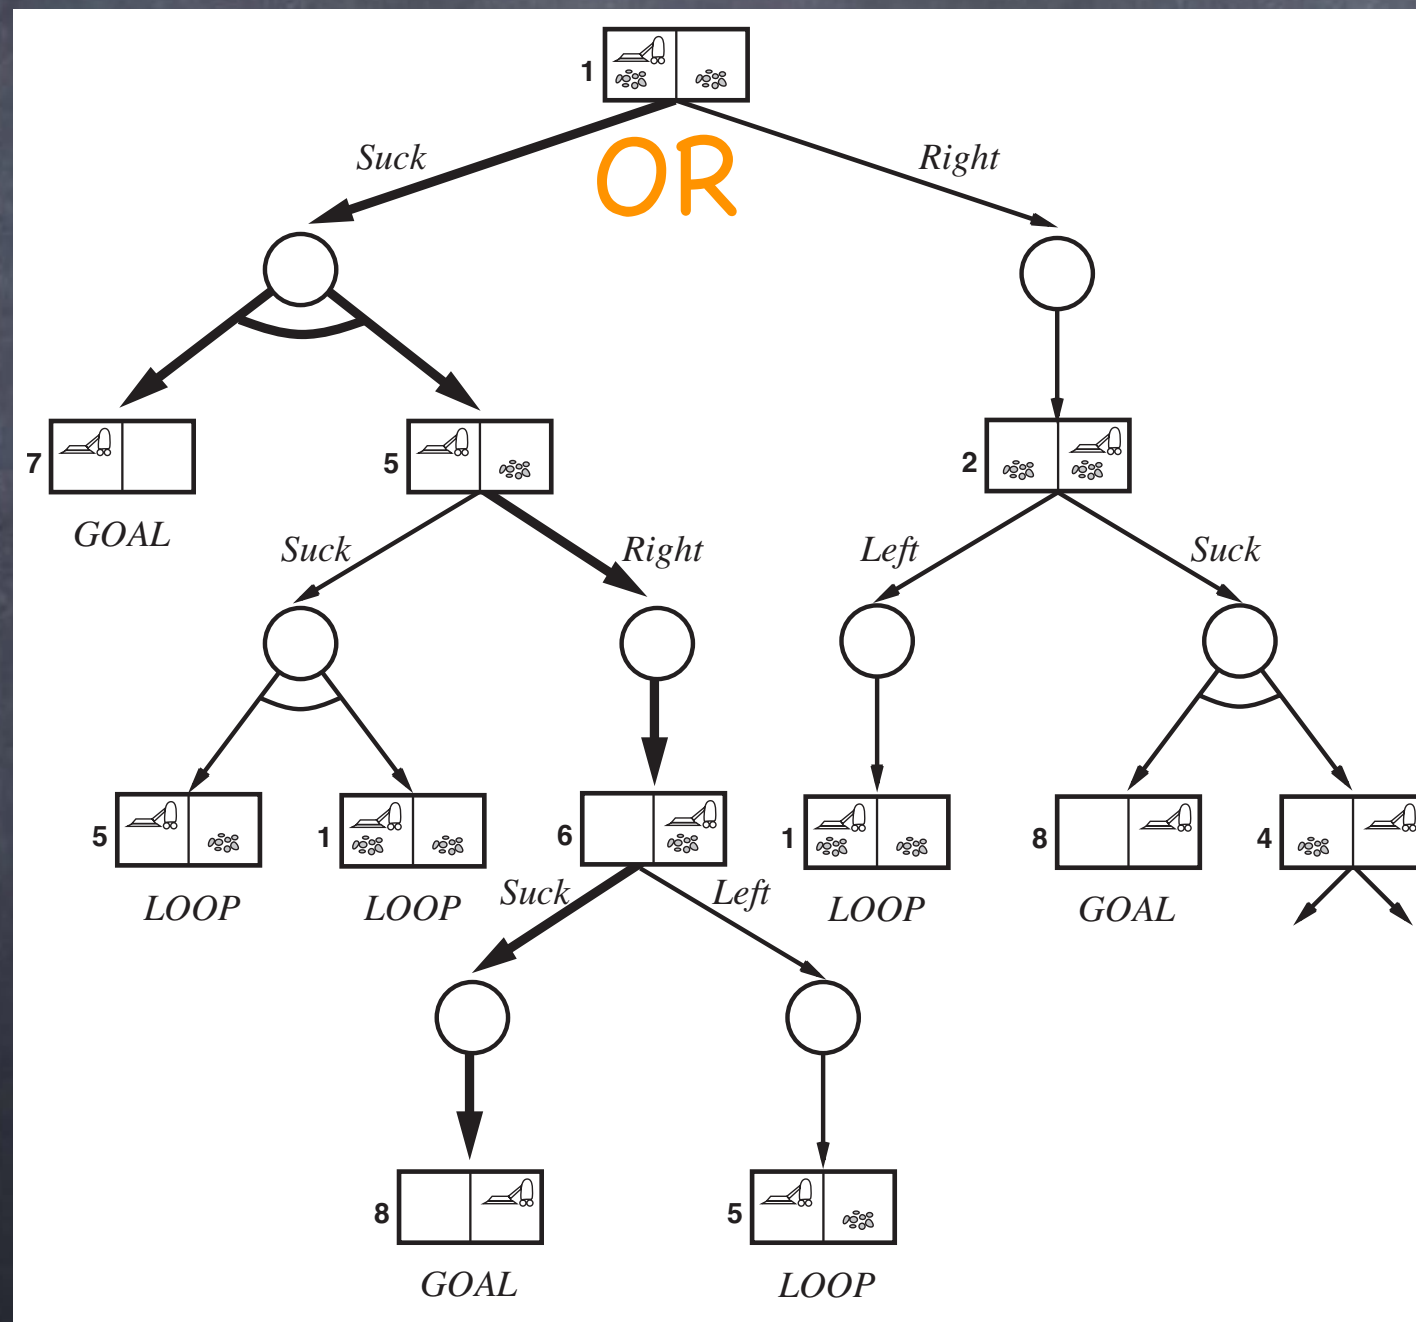 1
OR
Suck Right
7 5 2
GOAL
Suck Right Left Suck
5 1 6 1 8 4
LOOP LOOP Suck Left LOOP GOAL
8 5
GOAL LOOP